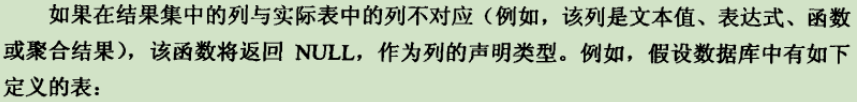 如果在结果集中的列与实际表中的列不对应（例如，该列是文本值、表达式、函数
或聚合结果），该函数将返回 NULL，作为列的声明类型。例如，假设数据库中有如下
定义的表：